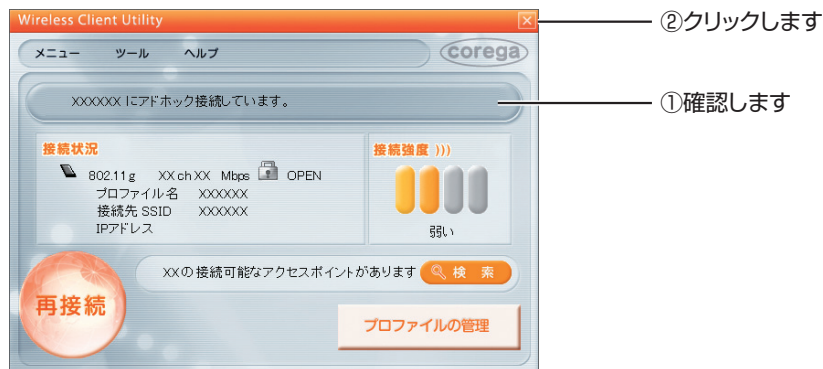 Wireless Client Utility
②クリックします
メニュー ツール ヘルプ
corega
XXXXXX にアドホック接続しています。
①確認します
接続状況
802.11g XX ch XX Mbps OPEN
プロファイル名 XXXXXX
接続先 SSID XXXXXX
IPアドレス
接続強度 )))
弱い
XXの接続可能なアクセスポイントがあります
検 索
再接続
プロファイルの管理